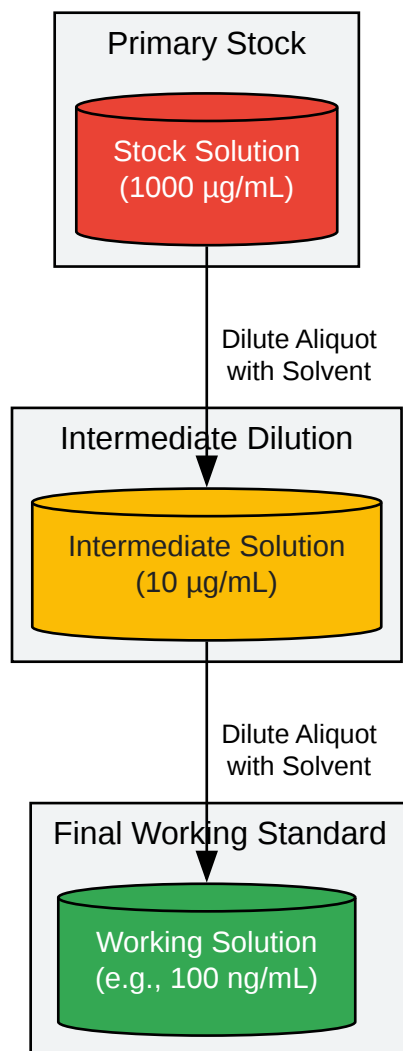 Primary Stock
Stock Solution
(1000 µg/mL)
Dilute Aliquot
with Solvent
Intermediate Dilution
Intermediate Solution
(10 µg/mL)
Dilute Aliquot
with Solvent
Final Working Standard
Working Solution
(e.g., 100 ng/mL)